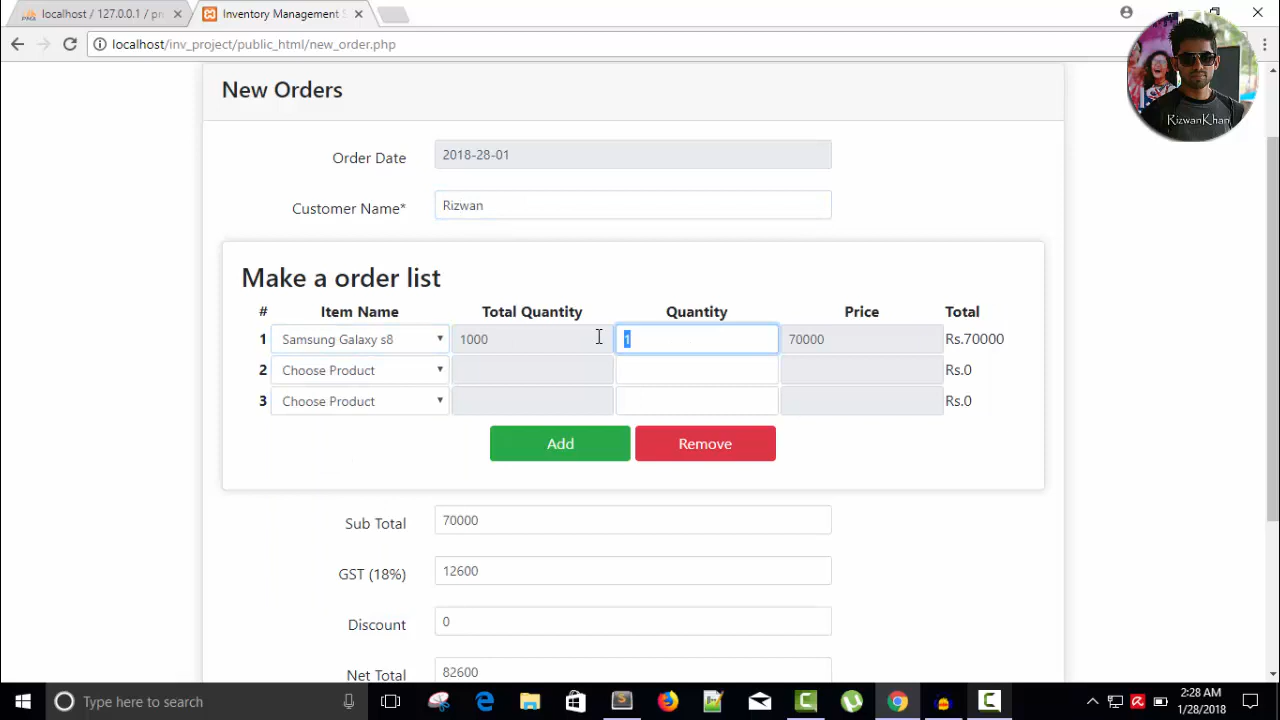 localhost / 127.0.0.1 / pr
Inventory Management S
localhost/inv_project/public_html/new_order.php
RizwanKhan
New Orders
Order Date 2018-28-01
Customer Name* Rizwan
Make a order list
# Item Name Total Quantity Quantity Price Total
1 Samsung Galaxy s8 1000 1 70000 Rs.70000
2 Choose Product Rs.0
3 Choose Product Rs.0
Add Remove
Sub Total 70000
GST (18%) 12600
Discount 0
Net Total 82600
Type here to search
2:28 AM
1/28/2018